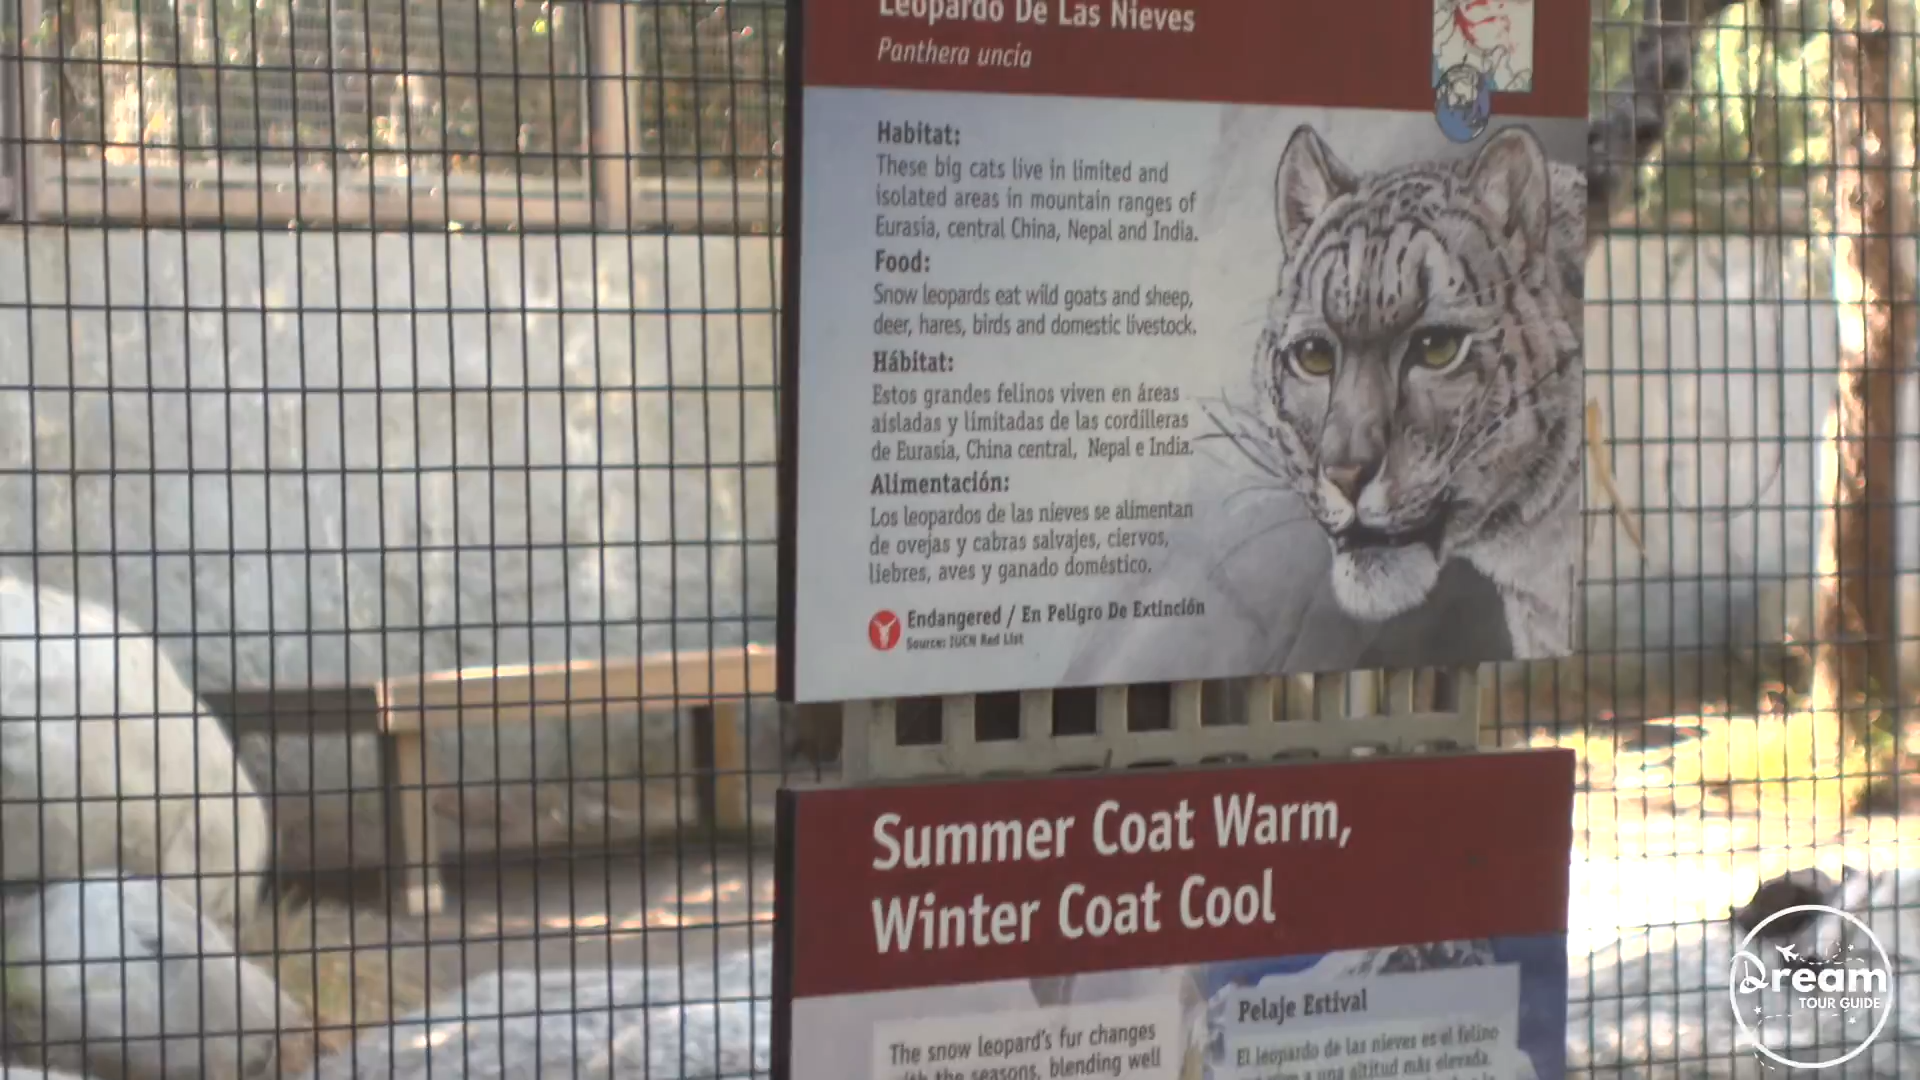 Leopardo De Las Nieves
Panthera uncia
Habitat:
These big cats live in limited and
isolated areas in mountain ranges of
Eurasia, central China, Nepal and India.
Food:
Snow leopards eat wild goats and sheep,
deer, hares, birds and domestic livestock.
Hábitat:
Estos grandes felinos viven en áreas
aisladas y limitadas de las cordilleras
de Eurasia, China central, Nepal e India.
Alimentación:
Los leopardos de las nieves se alimentan
de ovejas y cabras salvajes, ciervos,
liebres, aves y ganado doméstico.
Endangered / En Peligro De Extinción
Source: IUCN Red List
Summer Coat Warm,
Winter Coat Cool
The snow leopard's fur changes
with the seasons, blending well
Pelaje Estival
El leopardo de las nieves es el felino
a una altitud más elevada.
Dream
TOUR GUIDE